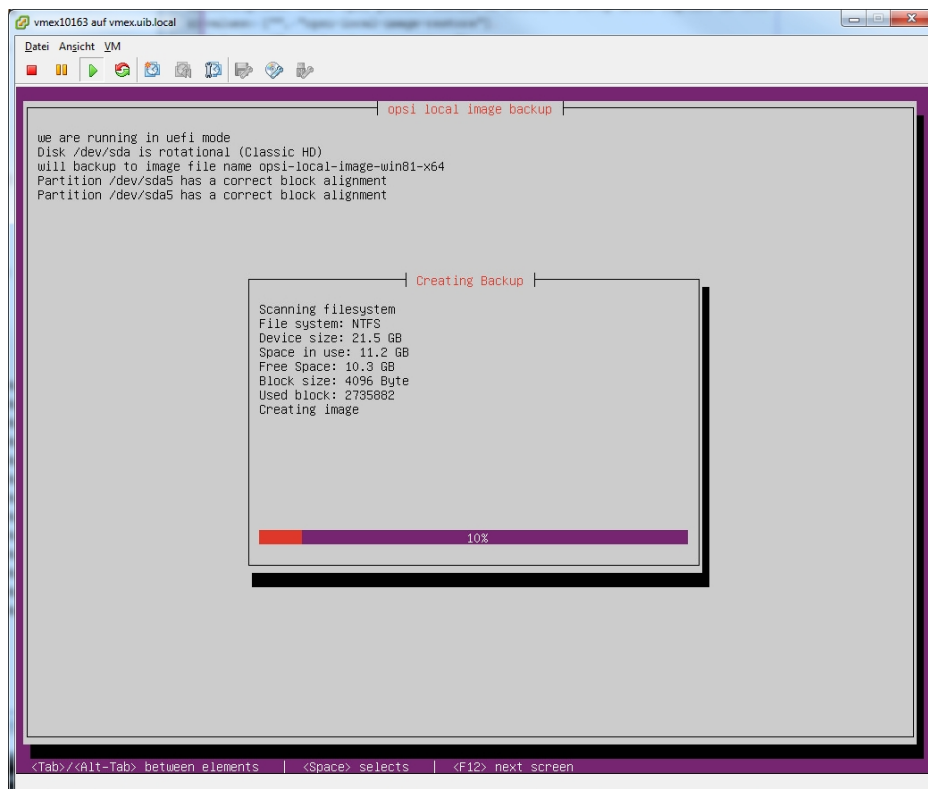 vmex10163 auf vmex.uib.local
Datei Ansicht VM
opsi local image backup
we are running in uefi mode
Disk /dev/sda is rotational (Classic HD)
will backup to image file name opsi-local-image-win81-x64
Partition /dev/sda5 has a correct block alignment
Partition /dev/sda5 has a correct block alignment
Creating Backup
Scanning filesystem
File system: NTFS
Device size: 21.5 GB
Space in use: 11.2 GB
Free Space: 10.3 GB
Block size: 4096 Byte
Used block: 2735882
Creating image
10%
<Tab>/<Alt-Tab> between elements | <Space> selects | <F12> next screen